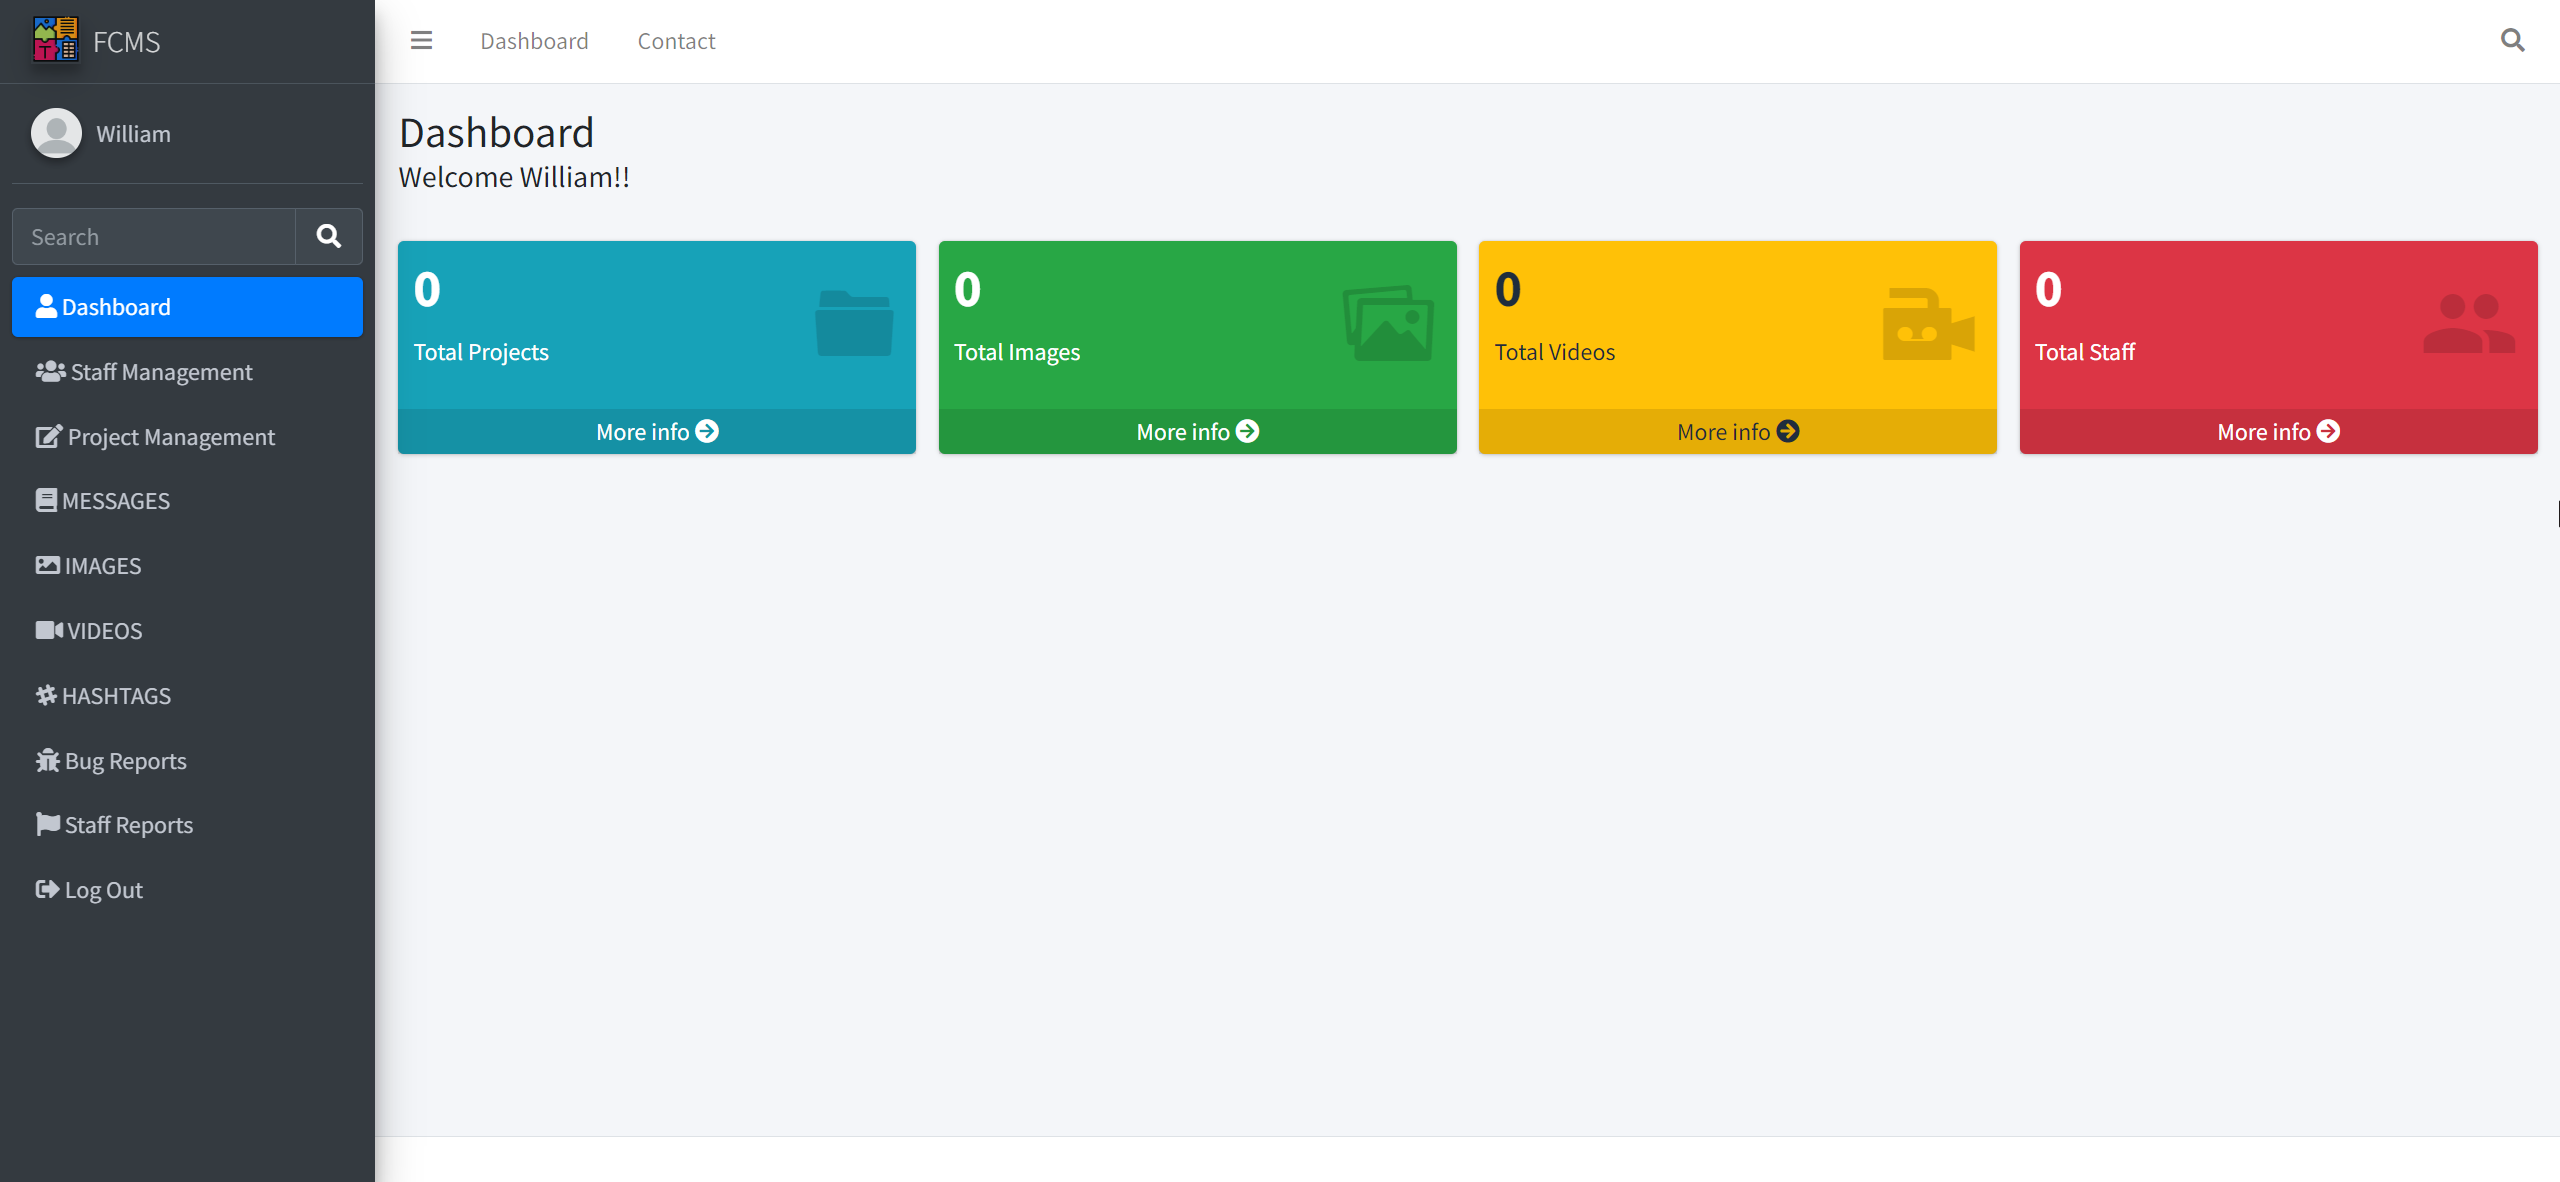 FCMS
William
Search
Dashboard
Staff Management
Project Management
MESSAGES
IMAGES
VIDEOS
HASHTAGS
Bug Reports
Staff Reports
Log Out
Dashboard Contact
Dashboard
Welcome William!!
0
Total Projects
More info
0
Total Images
More info
0
Total Videos
More info
0
Total Staff
More info